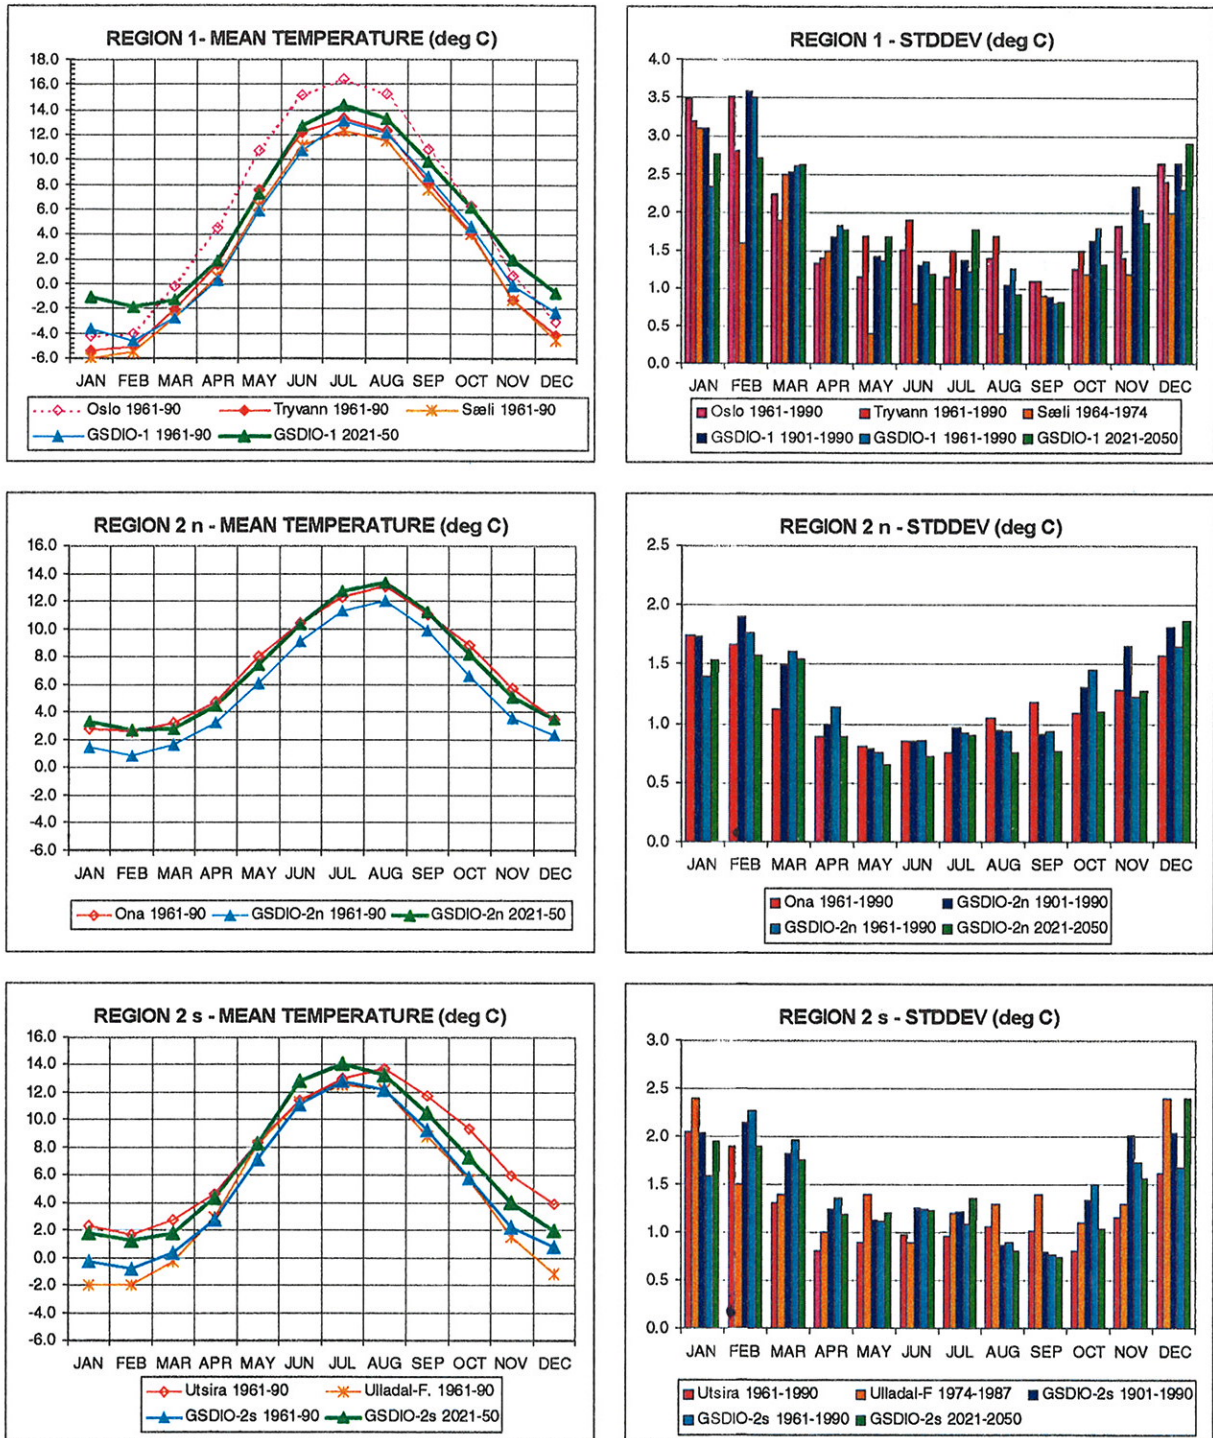 REGION 1- MEAN TEMPERATURE (deg C)
18.0
16.0
14.0
12.0
10.0
8.0
6.0
4.0
2.0
0.0
-2.0
-4.0
-6.0
JAN FEB MAR APR MAY JUN JUL AUG SEP OCT NOV DEC
Oslo 1961-90 Tryvann 1961-90 Sæli 1961-90
GSDIO-1 1961-90 GSDIO-1 2021-50
REGION 1 - STDDEV (deg C)
4.0
3.5
3.0
2.5
2.0
1.5
1.0
0.5
0.0
JAN FEB MAR APR MAY JUN JUL AUG SEP OCT NOV DEC
Oslo 1961-1990 Tryvann 1961-1990 Sæli 1964-1974
GSDIO-1 1901-1990 GSDIO-1 1961-1990 GSDIO-1 2021-2050
REGION 2 n - MEAN TEMPERATURE (deg C)
16.0
14.0
12.0
10.0
8.0
6.0
4.0
2.0
0.0
-2.0
-4.0
-6.0
JAN FEB MAR APR MAY JUN JUL AUG SEP OCT NOV DEC
Ona 1961-90 GSDIO-2n 1961-90 GSDIO-2n 2021-50
REGION 2 n - STDDEV (deg C)
2.5
2.0
1.5
1.0
0.5
0.0
JAN FEB MAR APR MAY JUN JUL AUG SEP OCT NOV DEC
Ona 1961-1990 GSDIO-2n 1901-1990
GSDIO-2n 1961-1990 GSDIO-2n 2021-2050
REGION 2 s - MEAN TEMPERATURE (deg C)
16.0
14.0
12.0
10.0
8.0
6.0
4.0
2.0
0.0
-2.0
-4.0
-6.0
JAN FEB MAR APR MAY JUN JUL AUG SEP OCT NOV DEC
Utsira 1961-90 Ulladal-F. 1961-90
GSDIO-2s 1961-90 GSDIO-2s 2021-50
REGION 2 s - STDDEV (deg C)
3.0
2.5
2.0
1.5
1.0
0.5
0.0
JAN FEB MAR APR MAY JUN JUL AUG SEP OCT NOV DEC
Utsira 1961-1990 Ulladal-F 1974-1987 GSDIO-2s 1901-1990
GSDIO-2s 1961-1990 GSDIO-2s 2021-2050